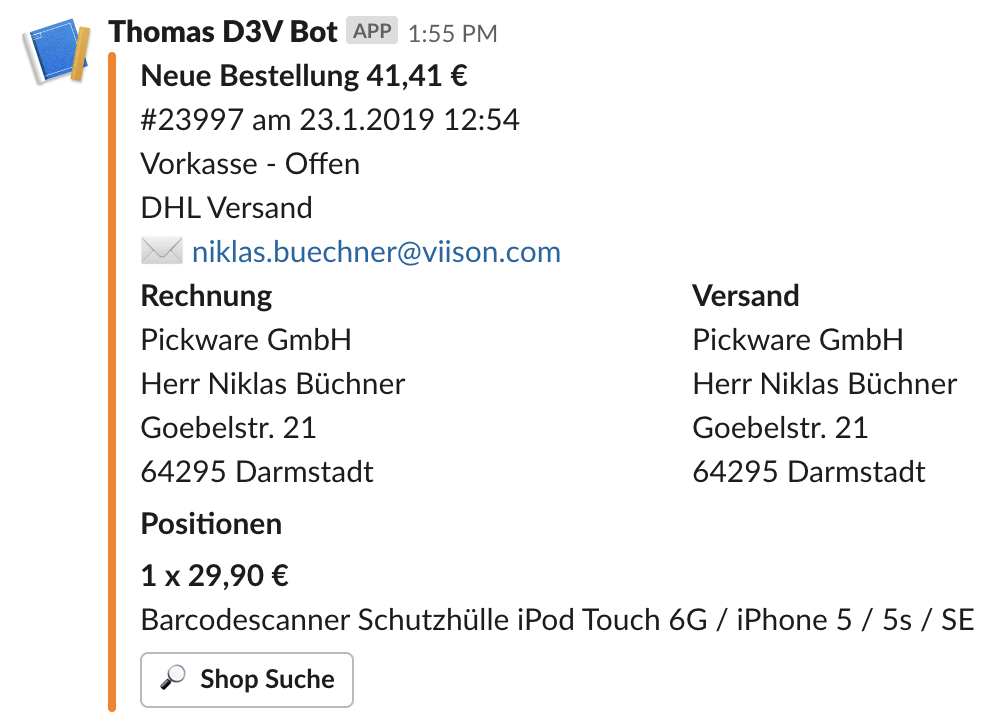 Thomas D3V Bot APP 1:55 PM
Neue Bestellung 41,41 €
#23997 am 23.1.2019 12:54
Vorkasse - Offen
DHL Versand
niklas.buechner@viison.com
Rechnung
Pickware GmbH
Herr Niklas Büchner
Goebelstr. 21
64295 Darmstadt
Versand
Pickware GmbH
Herr Niklas Büchner
Goebelstr. 21
64295 Darmstadt
Positionen
1 x 29,90 €
Barcodescanner Schutzhülle iPod Touch 6G / iPhone 5 / 5s / SE
Shop Suche